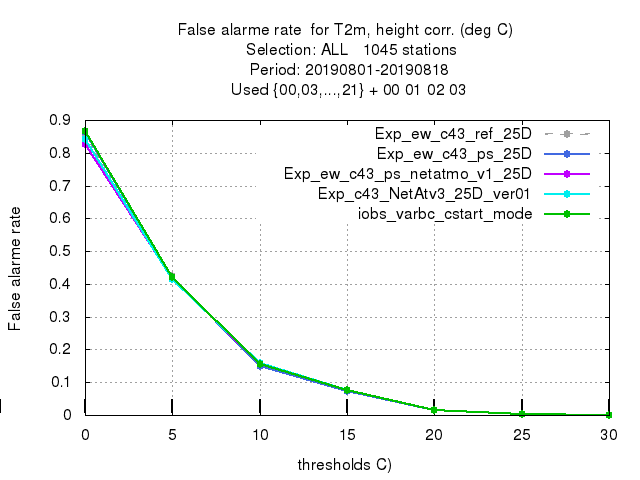 False alarme rate  for T2m, height corr. (deg C)
Selection: ALL   1045 stations
Period: 20190801-20190818
Used {00,03,...,21} + 00 01 02 03
Exp_ew_c43_ref_25D
Exp_ew_c43_ps_25D
Exp_ew_c43_ps_netatmo_v1_25D
Exp_c43_NetAtv3_25D_ver01
iobs_varbc_cstart_mode
False alarme rate
0.9
0.8
0.7
0.6
0.5
0.4
0.3
0.2
0.1
0
0 5 10 15 20 25 30
thresholds C)